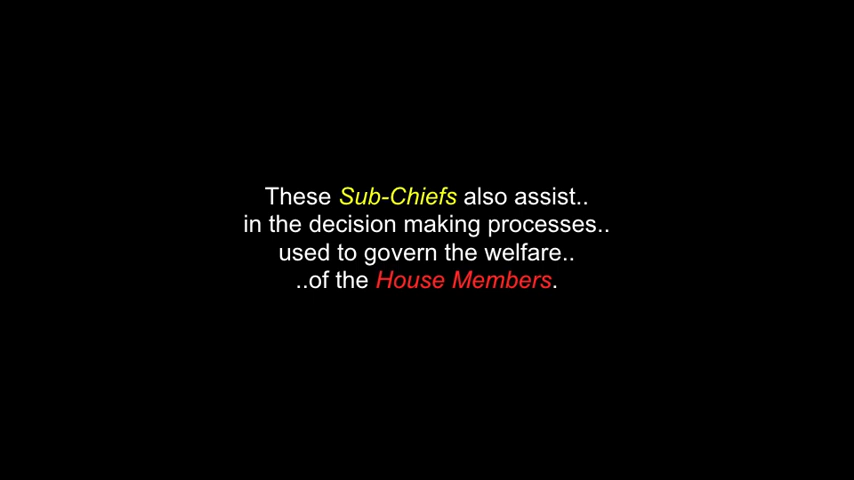 These Sub-Chiefs also assist..
in the decision making processes..
used to govern the welfare..
..of the House Members.